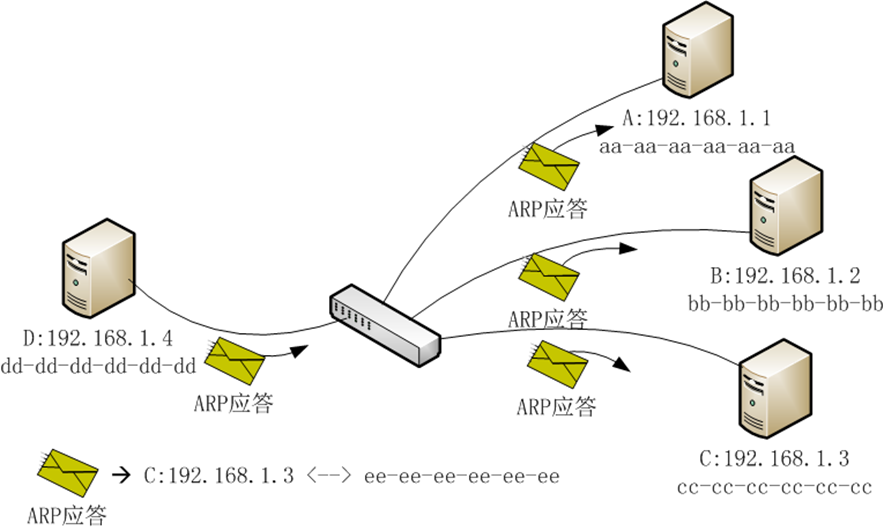 A:192.168.1.1
aa-aa-aa-aa-aa-aa
ARP应答
B:192.168.1.2
bb-bb-bb-bb-bb-bb
ARP应答
D:192.168.1.4
dd-dd-dd-dd-dd-dd
ARP应答
ARP应答
C:192.168.1.3
cc-cc-cc-cc-cc-cc
C:192.168.1.3 <--> ee-ee-ee-ee-ee-ee
ARP应答